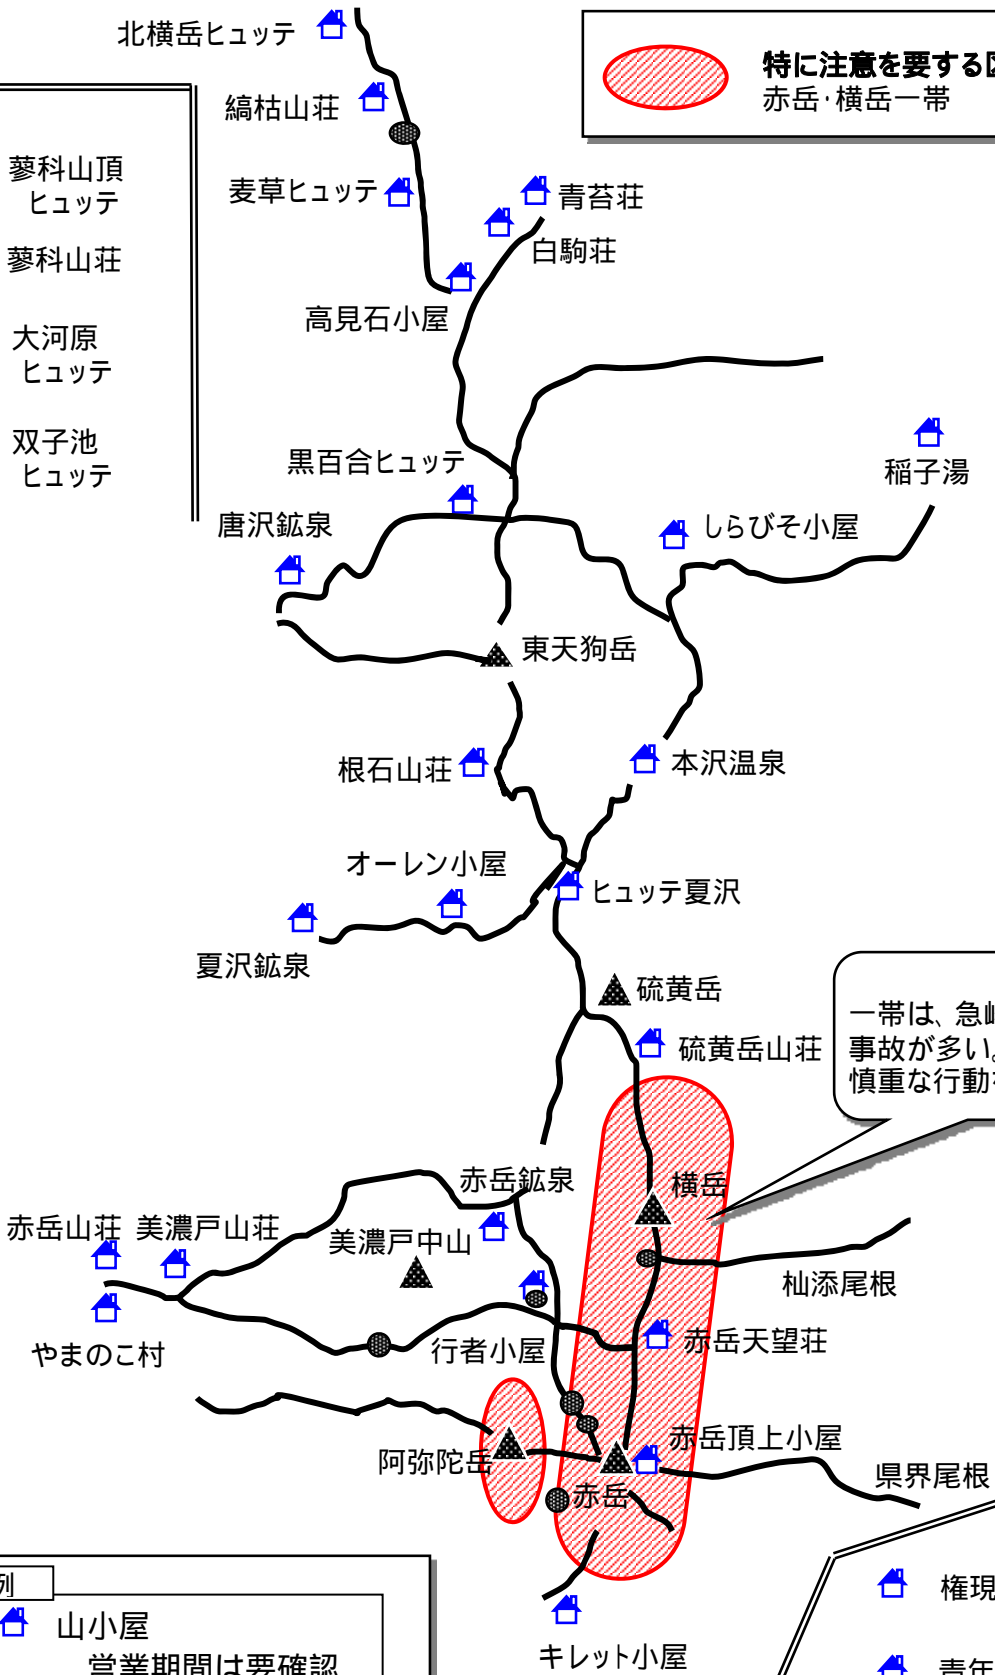 北横岳ヒュッテ
特に注意を要する
赤岳・横岳一帯
縞枯山荘
蓼科山頂
ヒュッテ
麦草ヒュッテ
青苔荘
白駒荘
蓼科山荘
高見石小屋
大河原
ヒュッテ
双子池
ヒュッテ
黒百合ヒュッテ
稲子湯
唐沢鉱泉
しらびそ小屋
東天狗岳
根石山荘
本沢温泉
オーレン小屋
ヒュッテ夏沢
夏沢鉱泉
硫黄岳
硫黄岳山荘
一帯は、急峻
事故が多い。
慎重な行動を
赤岳鉱泉
横岳
赤岳山荘
美濃戸山荘
美濃戸中山
杣添尾根
やまのこ村
行者小屋
赤岳天望荘
赤岳頂上小屋
阿弥陀岳
県界尾根
赤岳
例
権現
山小屋
営業期間は要確認
キレット小屋
青年